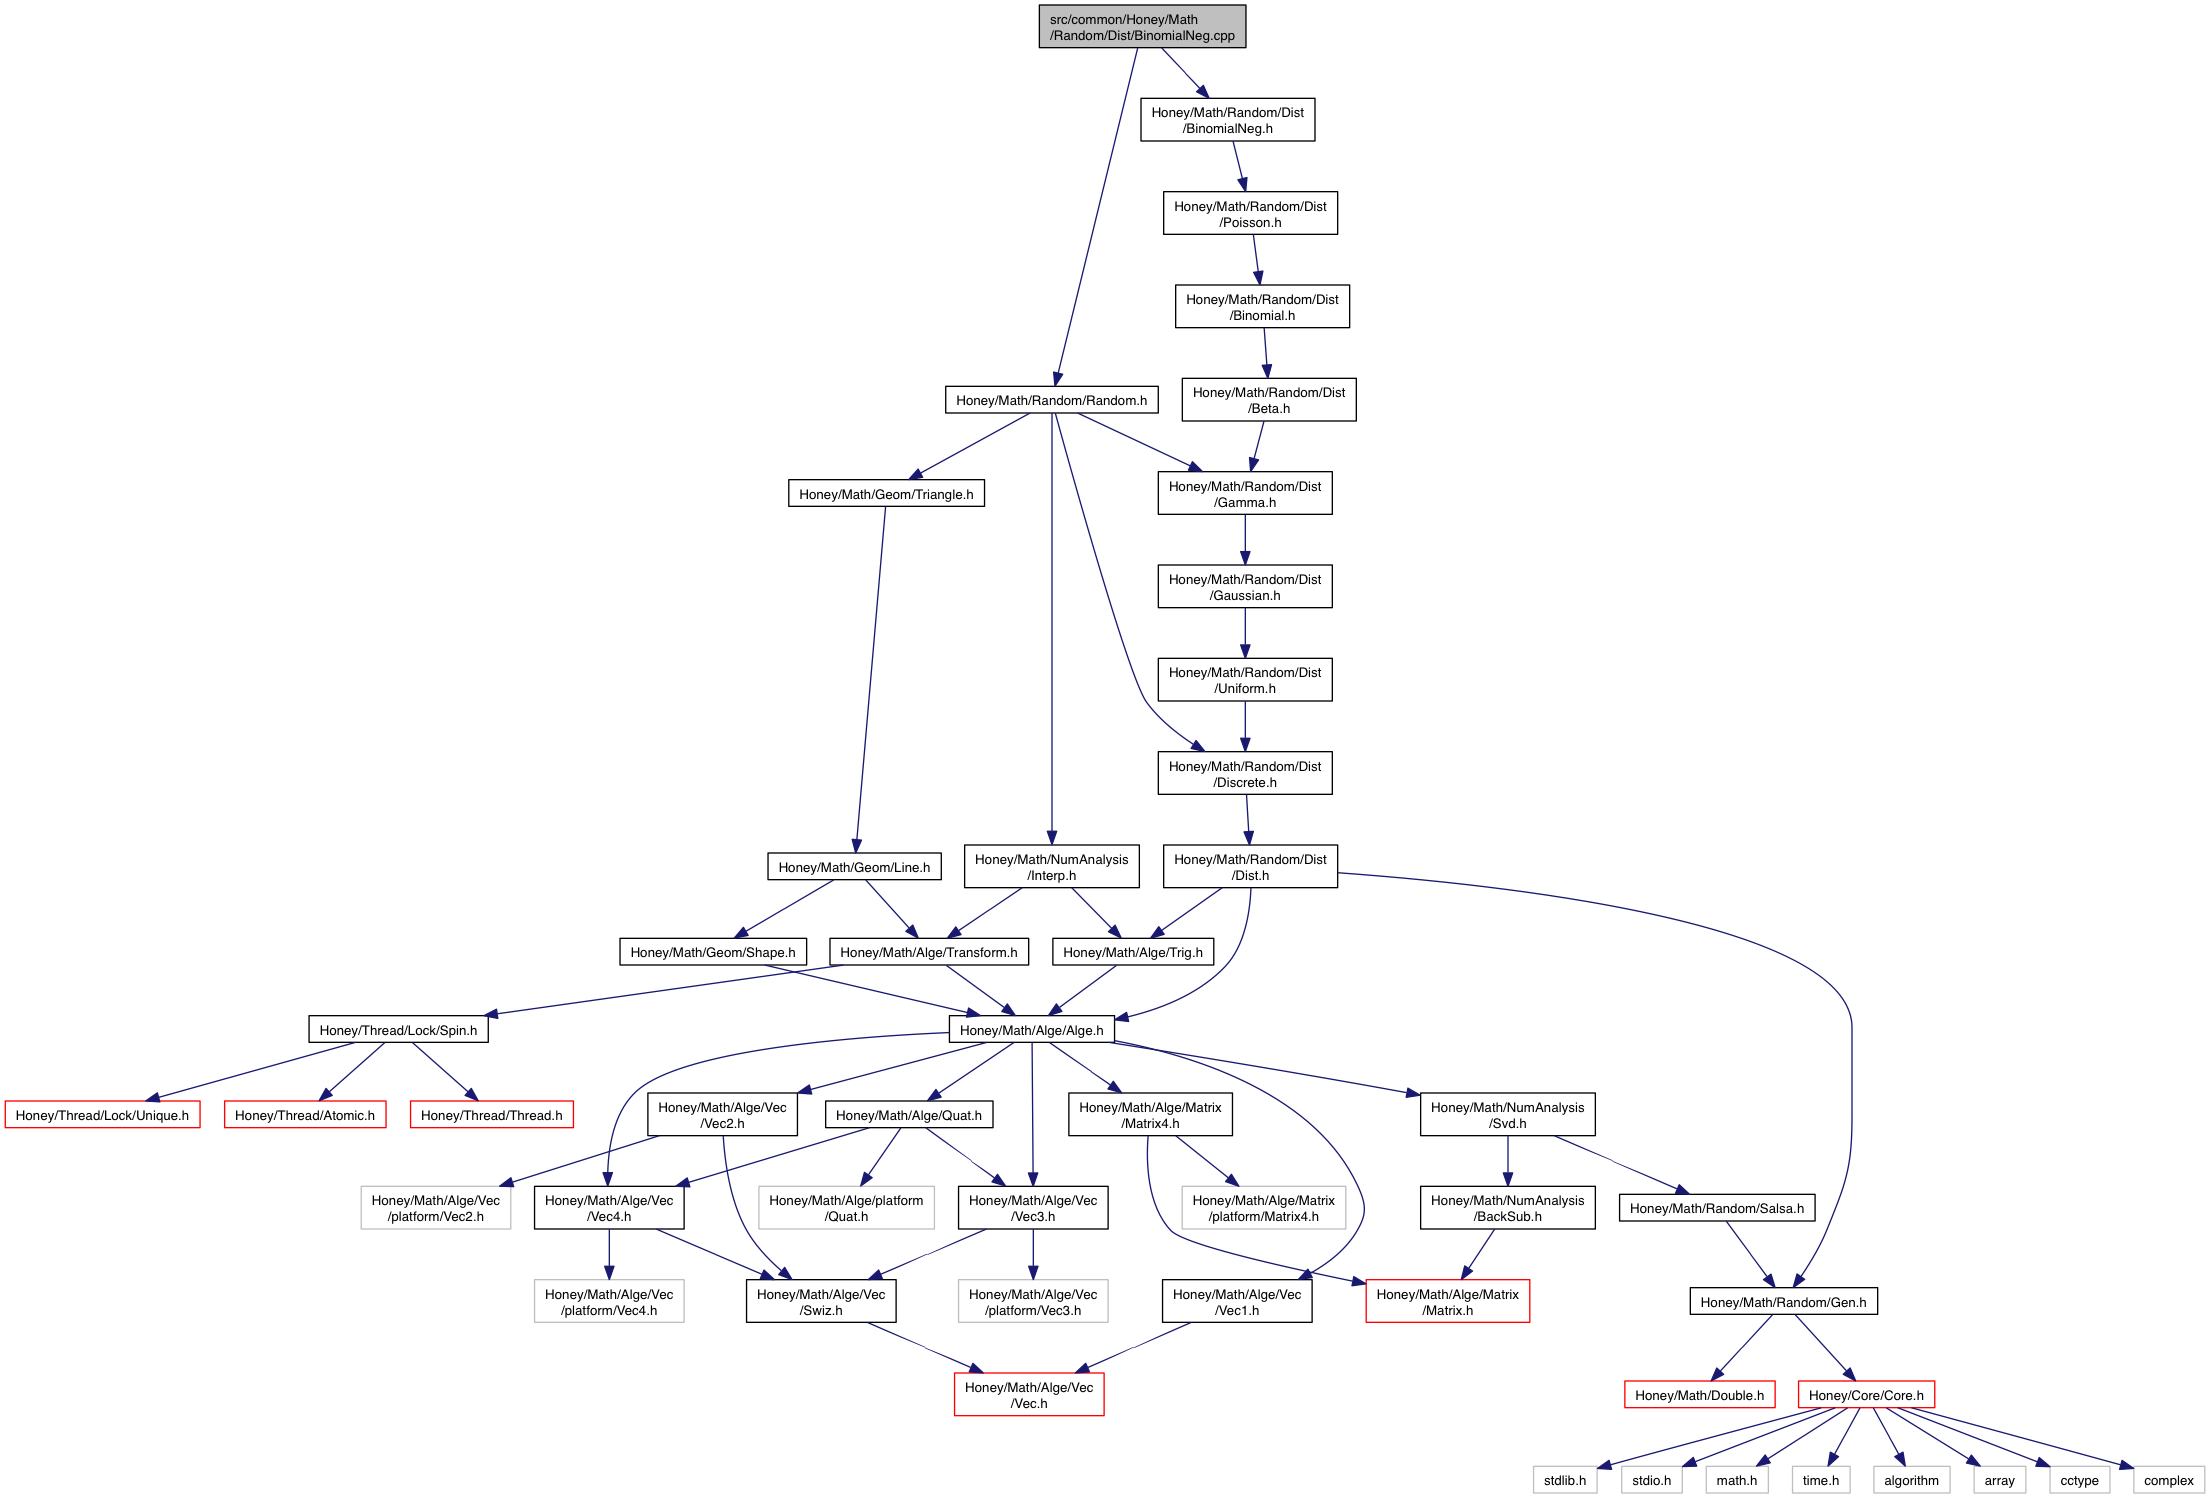 src/common/Honey/Math
/Random/Dist/BinomialNeg.cpp
Honey/Math/Random/Dist
/BinomialNeg.h
Honey/Math/Random/Dist
/Poisson.h
Honey/Math/Random/Dist
/Binomial.h
Honey/Math/Random/Dist
/Beta.h
Honey/Math/Random/Random.h
Honey/Math/Geom/Triangle.h
Honey/Math/Random/Dist
/Gamma.h
Honey/Math/Random/Dist
/Gaussian.h
Honey/Math/Random/Dist
/Uniform.h
Honey/Math/Random/Dist
/Discrete.h
Honey/Math/Geom/Line.h
Honey/Math/NumAnalysis
/Interp.h
Honey/Math/Random/Dist
/Dist.h
Honey/Math/Geom/Shape.h
Honey/Math/Alge/Transform.h
Honey/Math/Alge/Trig.h
Honey/Thread/Lock/Spin.h
Honey/Math/Alge/Alge.h
Honey/Thread/Lock/Unique.h
Honey/Thread/Atomic.h
Honey/Thread/Thread.h
Honey/Math/Alge/Vec
/Vec2.h
Honey/Math/Alge/Quat.h
Honey/Math/Alge/Matrix
/Matrix4.h
Honey/Math/NumAnalysis
/Svd.h
Honey/Math/Alge/Vec
/platform/Vec2.h
Honey/Math/Alge/Vec
/Vec4.h
Honey/Math/Alge/platform
/Quat.h
Honey/Math/Alge/Vec
/Vec3.h
Honey/Math/Alge/Matrix
/platform/Matrix4.h
Honey/Math/NumAnalysis
/BackSub.h
Honey/Math/Random/Salsa.h
Honey/Math/Alge/Vec
/platform/Vec4.h
Honey/Math/Alge/Vec
/Swiz.h
Honey/Math/Alge/Vec
/platform/Vec3.h
Honey/Math/Alge/Vec
/Vec1.h
Honey/Math/Alge/Matrix
/Matrix.h
Honey/Math/Random/Gen.h
Honey/Math/Alge/Vec
/Vec.h
Honey/Math/Double.h
Honey/Core/Core.h
stdlib.h
stdio.h
math.h
time.h
algorithm
array
cctype
complex